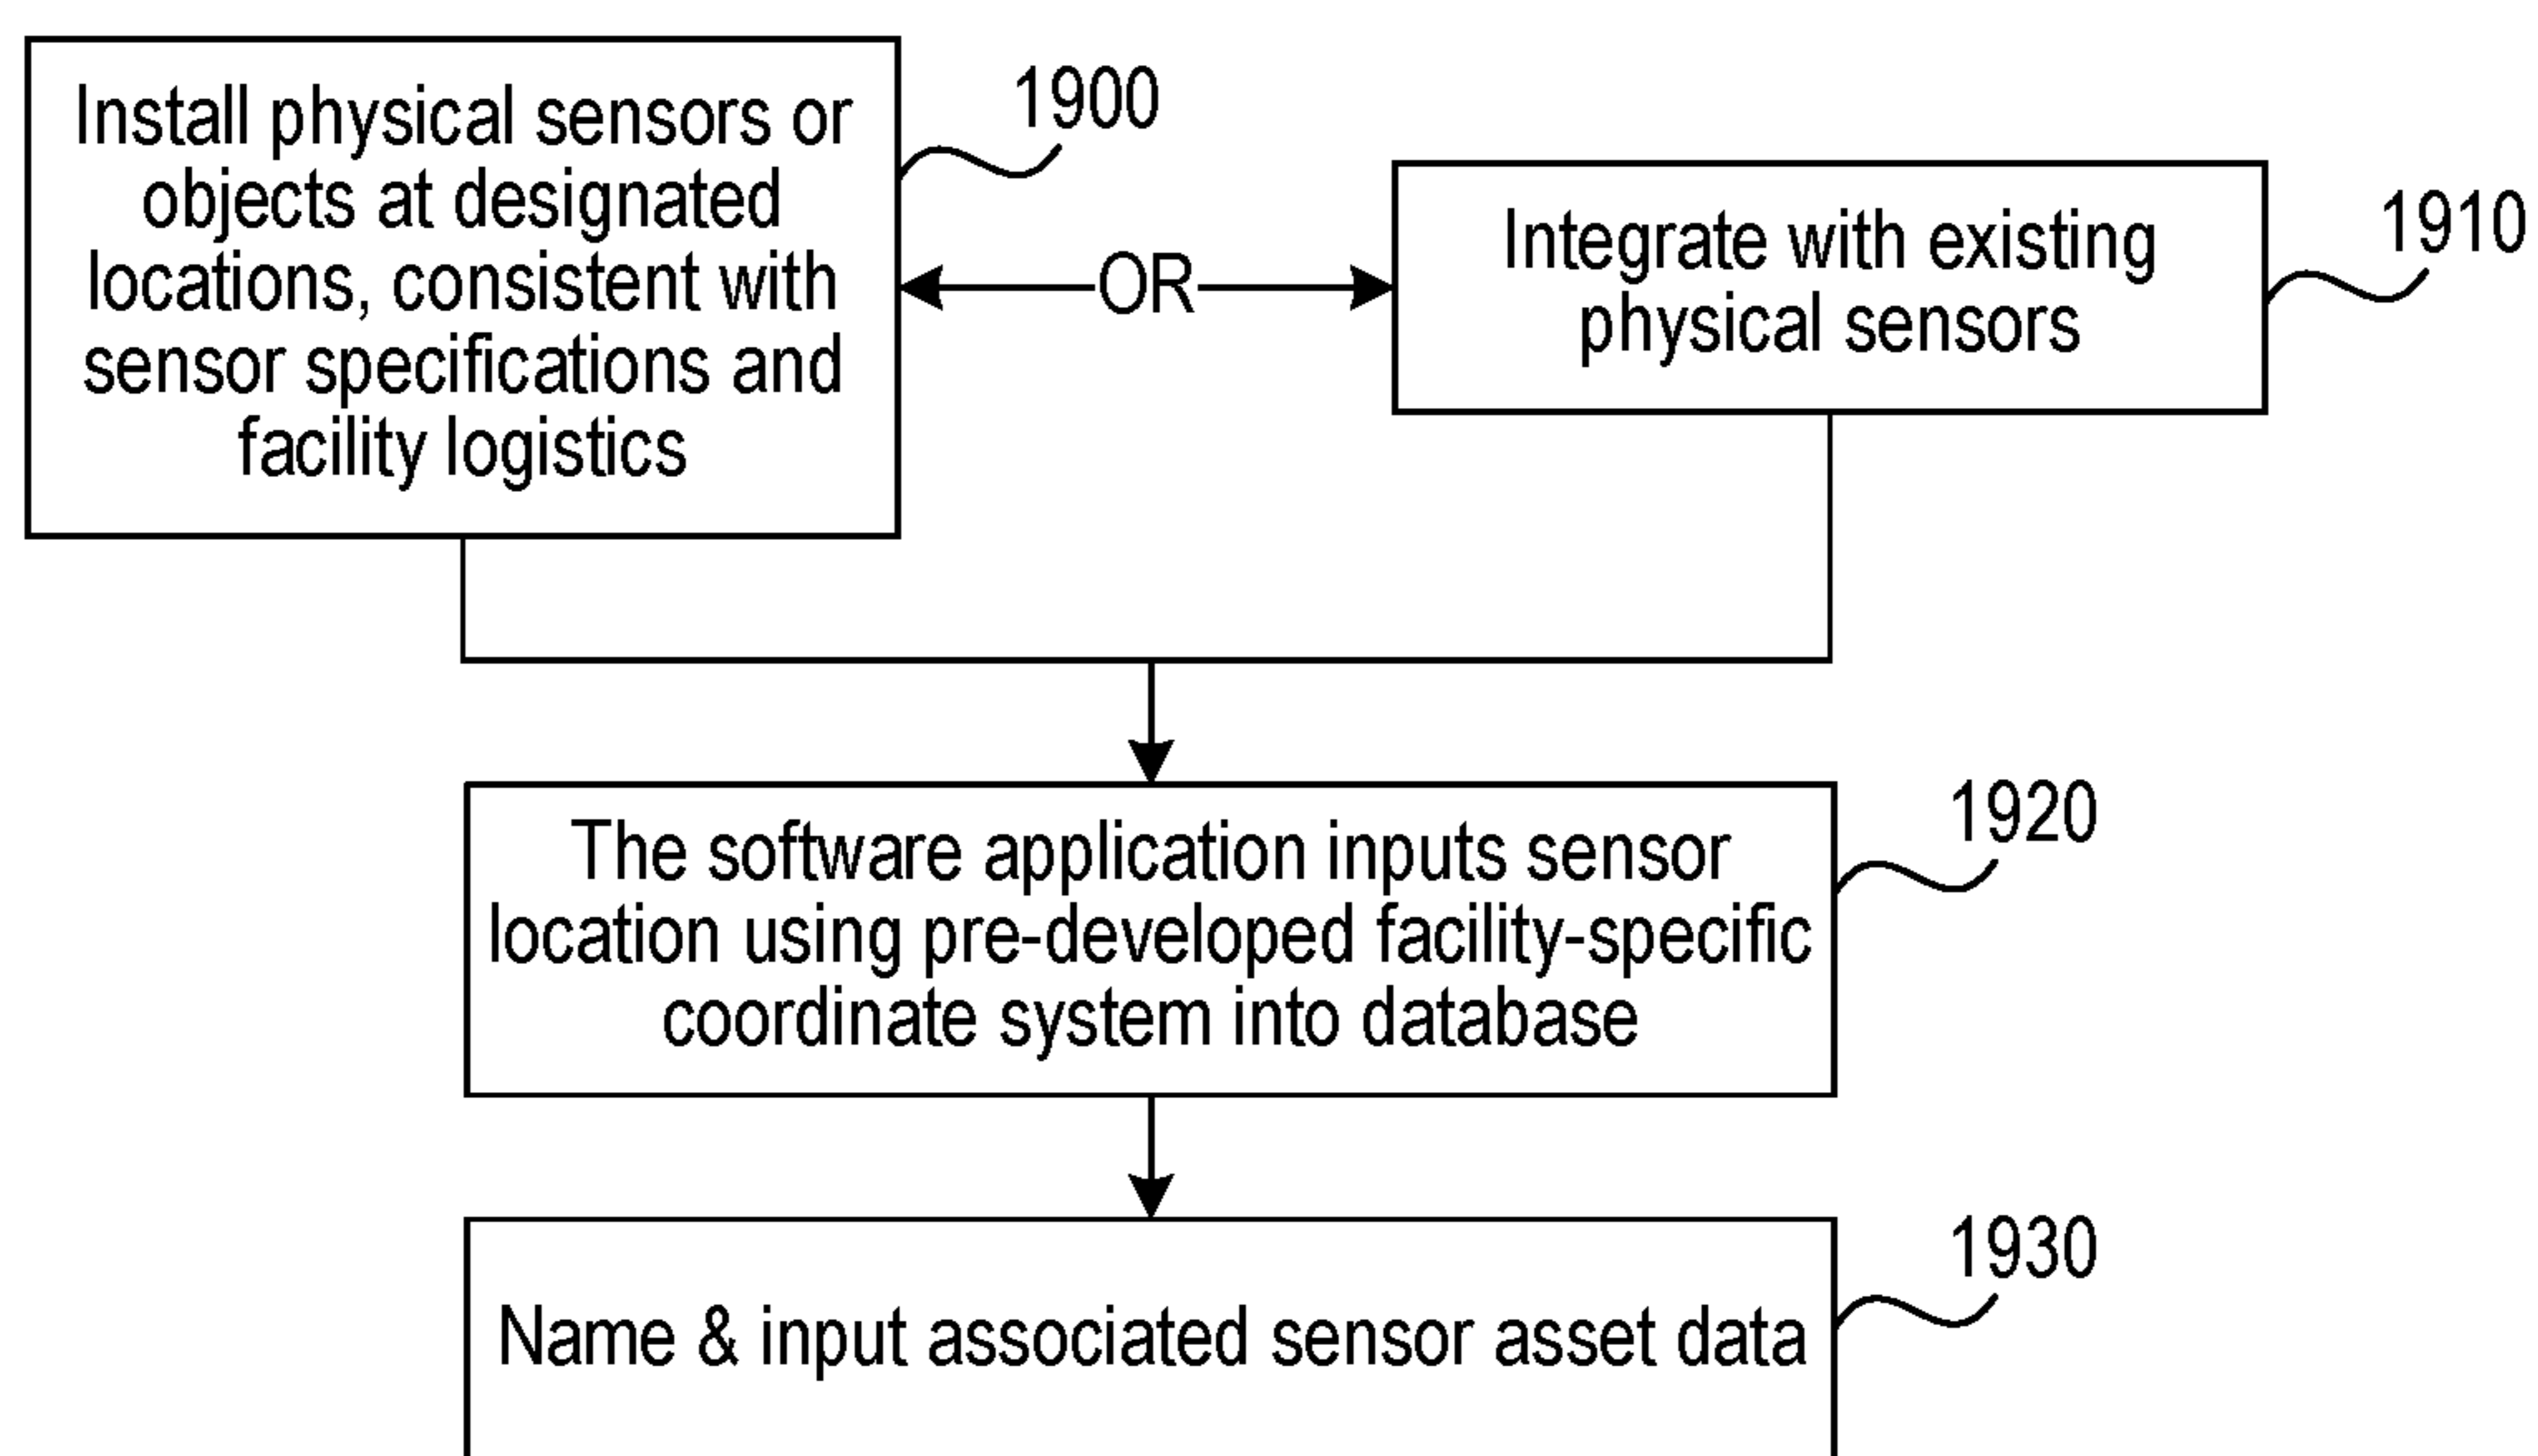 Install physical sensors or
objects at designated
locations, consistent with
sensor specifications and
facility logistics
1900
OR
Integrate with existing
physical sensors
1910
The software application inputs sensor
location using pre-developed facility-specific
coordinate system into database
1920
Name & input associated sensor asset data
1930